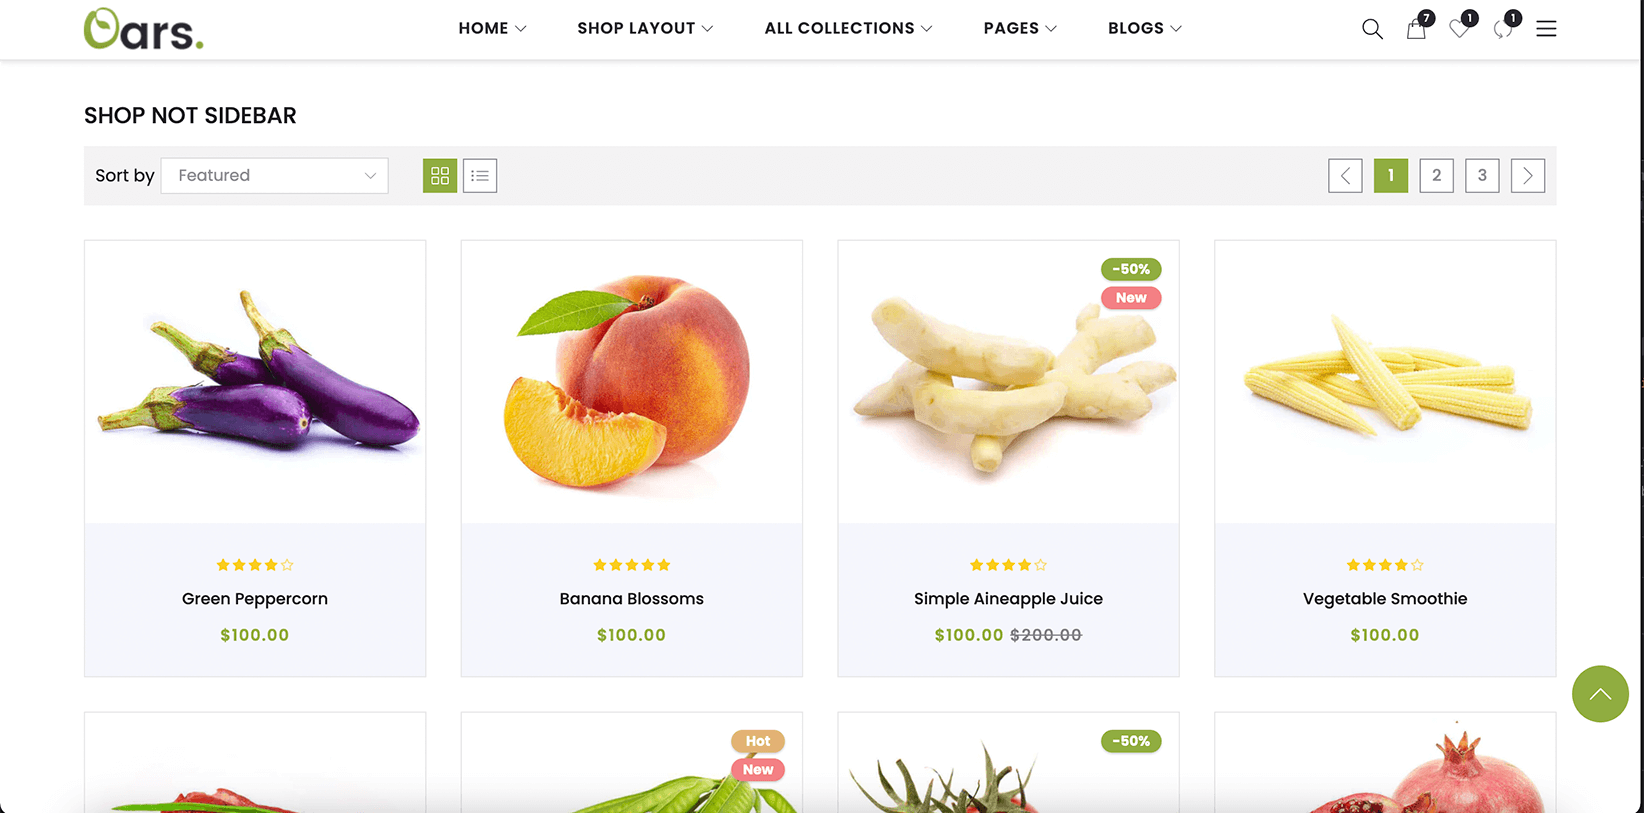 Oars.
HOME SHOP LAYOUT ALL COLLECTIONS PAGES BLOGS 7 1 1
SHOP NOT SIDEBAR
Sort by Featured 1 2 3
-50%
New
Green Peppercorn Banana Blossoms Simple Aineapple Juice Vegetable Smoothie
$100.00 $100.00 $100.00 $200.00 $100.00
Hot -50%
New